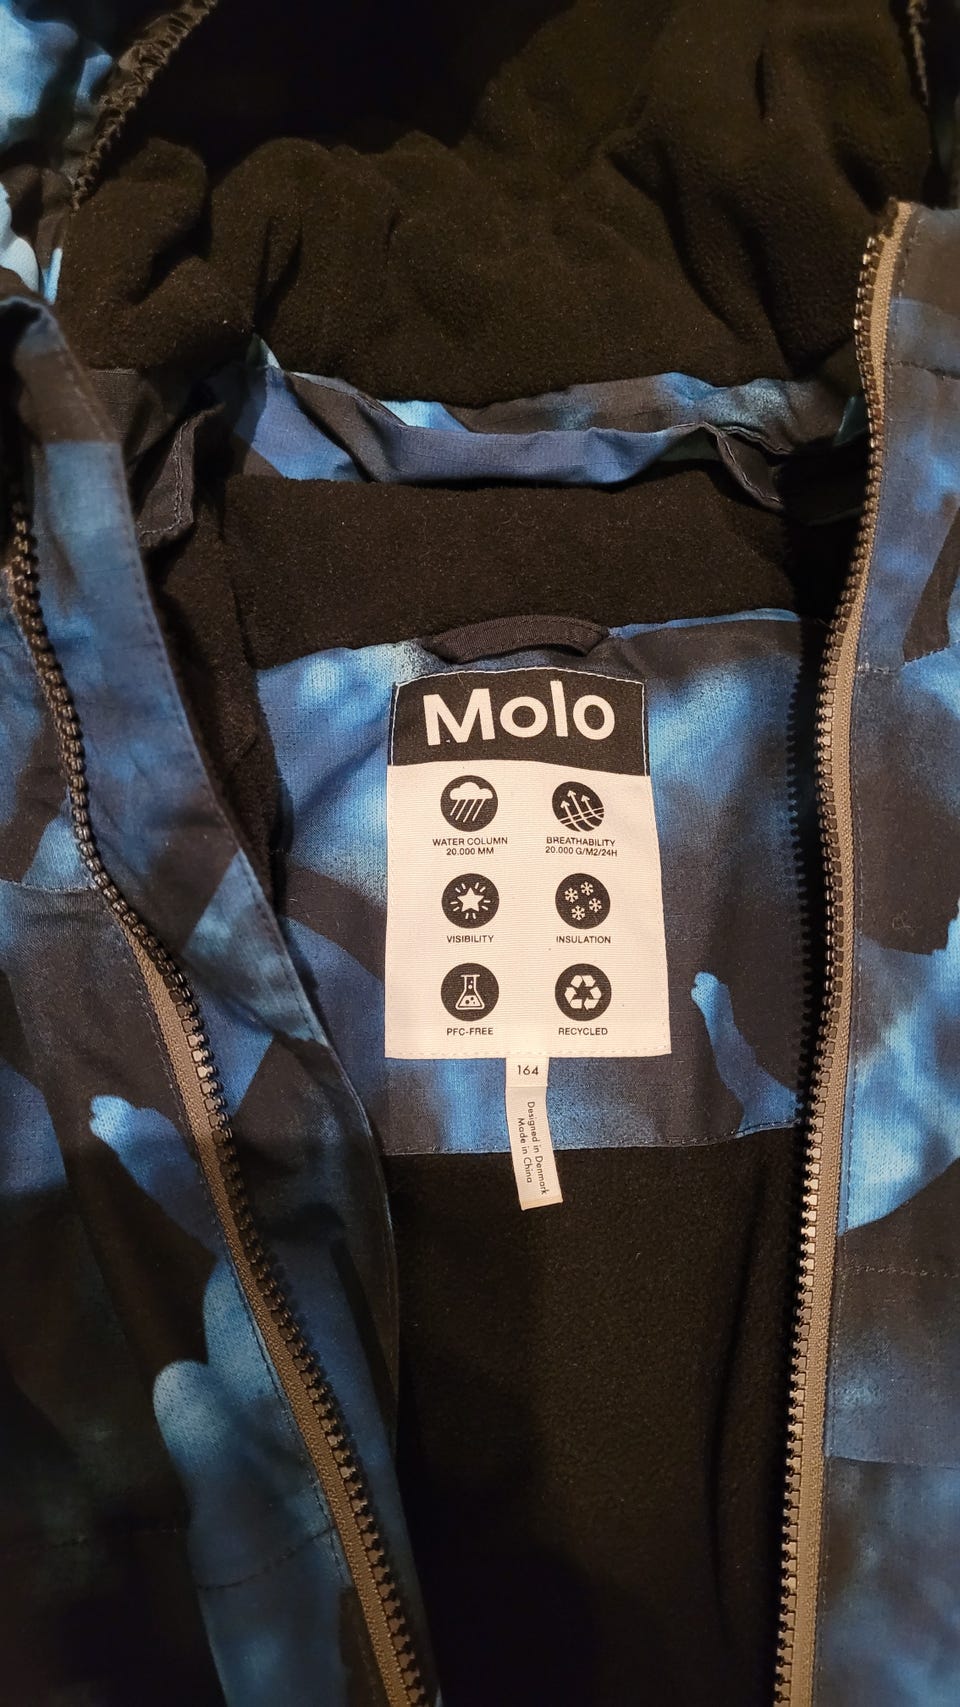 Molo
WATER COLUMN
20.000 MM
BREATHABILITY
20.000 G/M2/24H
VISIBILITY
INSULATION
PFC-FREE
RECYCLED
164
Designed in Denmark
Made in China